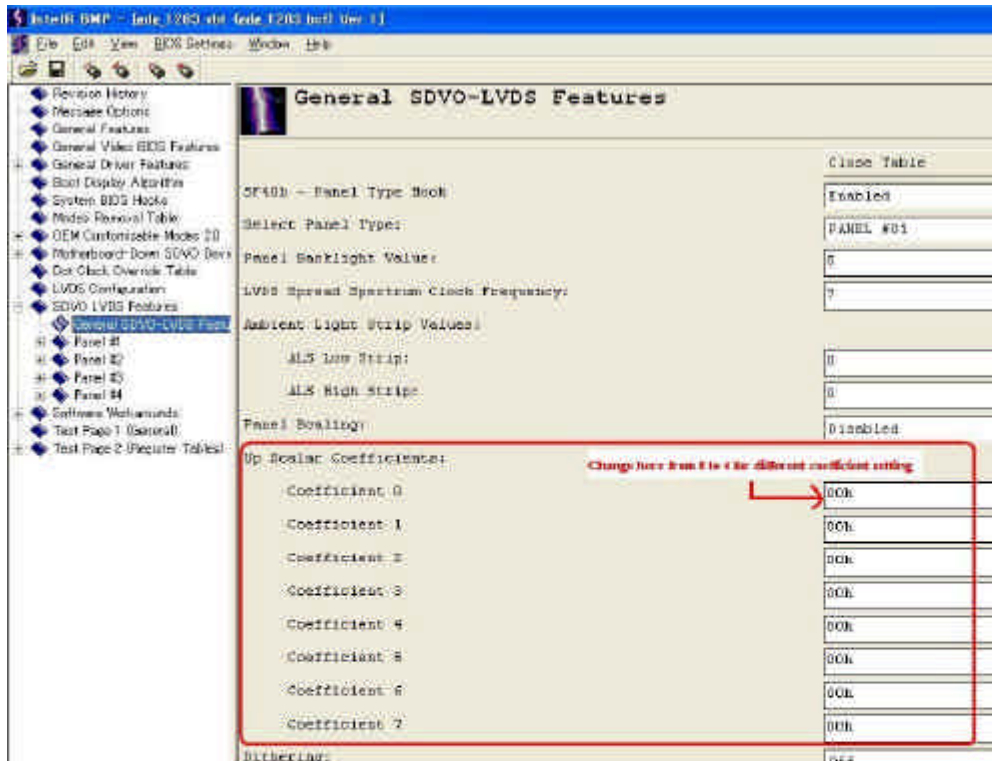 File Edit View BIOS Settings Window Help
Revision History
Message Options
General Features
General Video BIOS Features
General Driver Features
Boot Display Algorithm
System BIOS Hooks
Modes Removal Table
OEM Customizable Modes 2.0
Motherboard-Down SDVO Devi
Dot Clock Override Table
LVDS Configuration
SDVO LVDS Features
General SDVO-LVDS Featu
Panel #1
Panel #2
Panel #3
Panel #4
Software Workarounds
Test Page 1 (General)
Test Page 2 (Register Tables)
General SDVO-LVDS Features
Close Table
5F40h - Panel Type Hook Enabled
Select Panel Type: PANEL #01
Panel Backlight Value:
LVDS Spread Spectrum Clock Frequency:
Ambient Light Strip Values:
ALS Low Strip: 0
ALS High Strip: 0
Panel Scaling: Disabled
Up Scalar Coefficients:
Change here from 0 to 4 for different coefficient setting
Coefficient 0 00h
Coefficient 1 00h
Coefficient 2 00h
Coefficient 3 00h
Coefficient 4 00h
Coefficient 5 00h
Coefficient 6 00h
Coefficient 7 00h
Dithering: